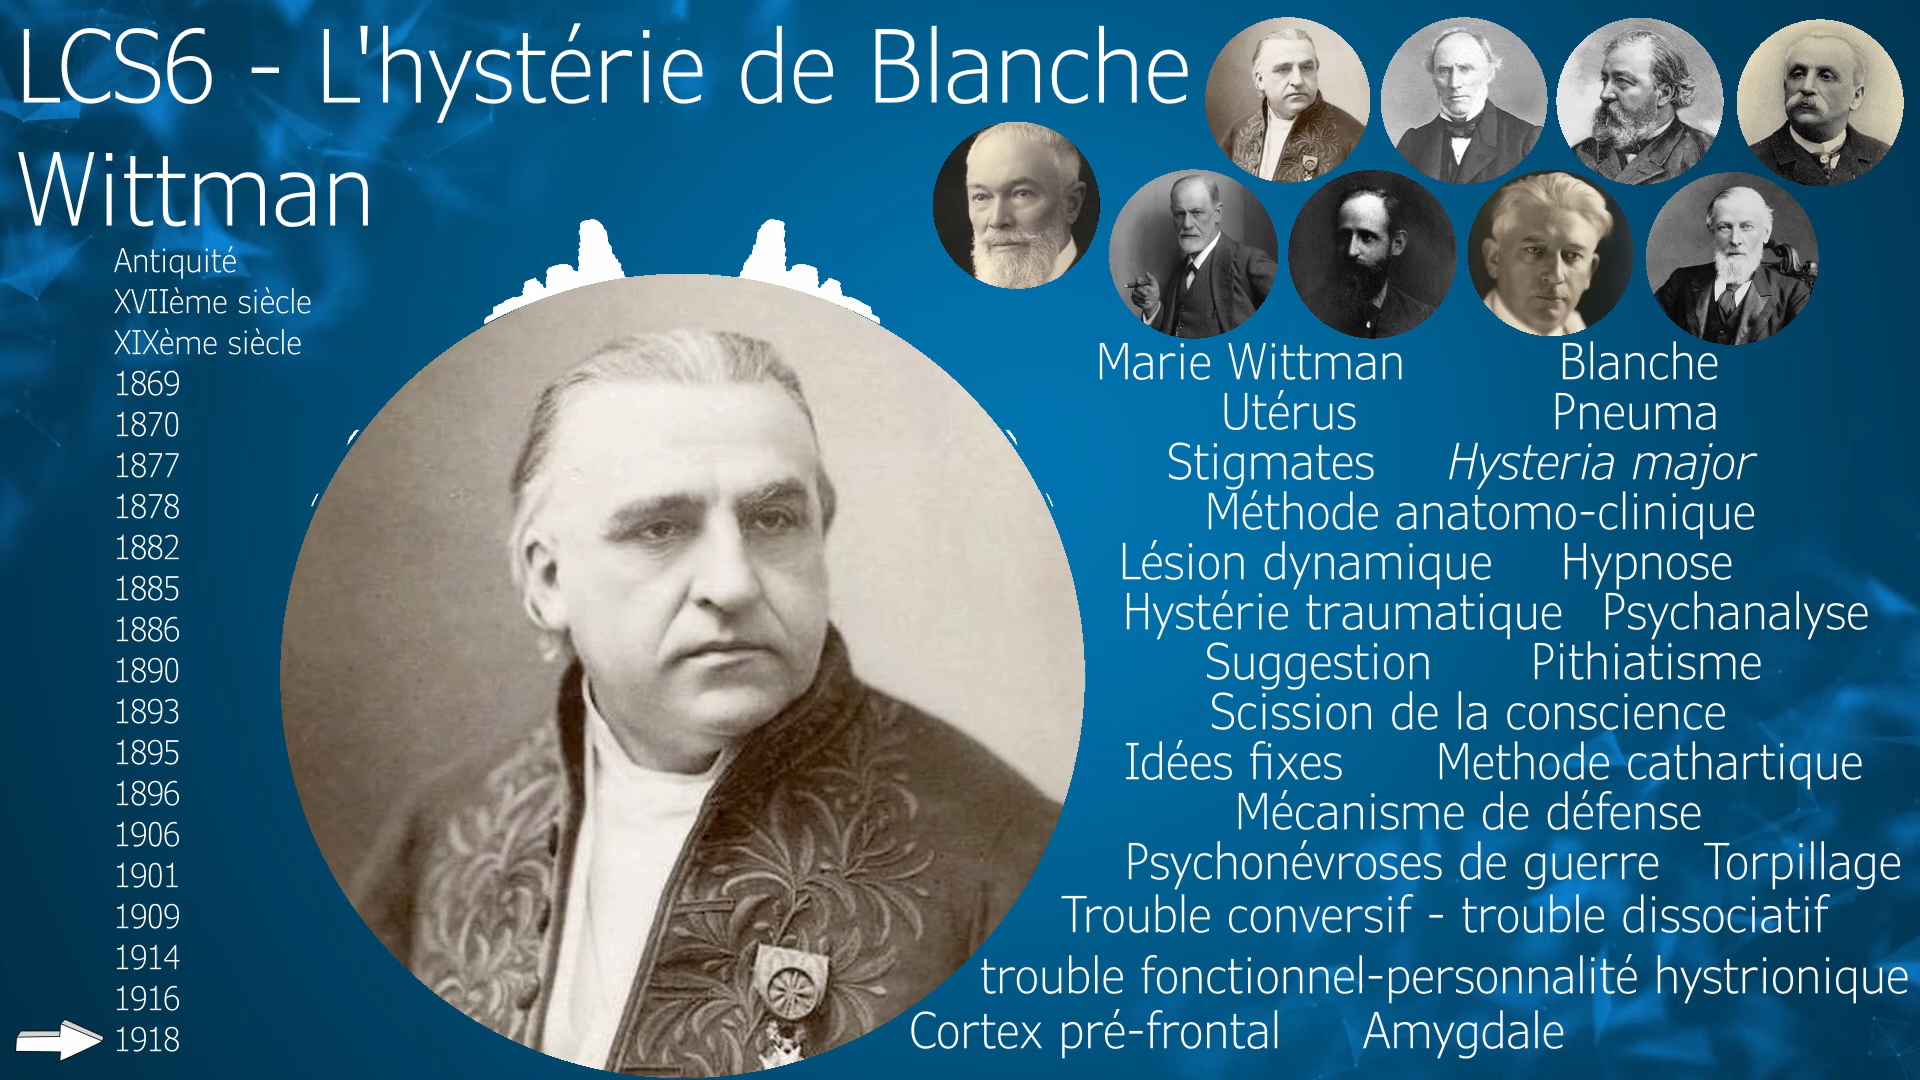 LCS6 - L'hystérie de Blanche
Wittman
Antiquité
XVIIème siècle
XIXème siècle
1869
1870
1877
1878
1882
1885
1886
1890
1893
1895
1896
1906
1901
1909
1914
1916
1918
Marie Wittman Blanche
Utérus Pneuma
Stigmates Hysteria major
Méthode anatomo-clinique
Lésion dynamique Hypnose
Hystérie traumatique Psychanalyse
Suggestion Pithiatisme
Scission de la conscience
Idées fixes Methode cathartique
Mécanisme de défense
Psychonévroses de guerre Torpillage
Trouble conversif - trouble dissociatif
trouble fonctionnel-personnalité hystrionique
Cortex pré-frontal Amygdale